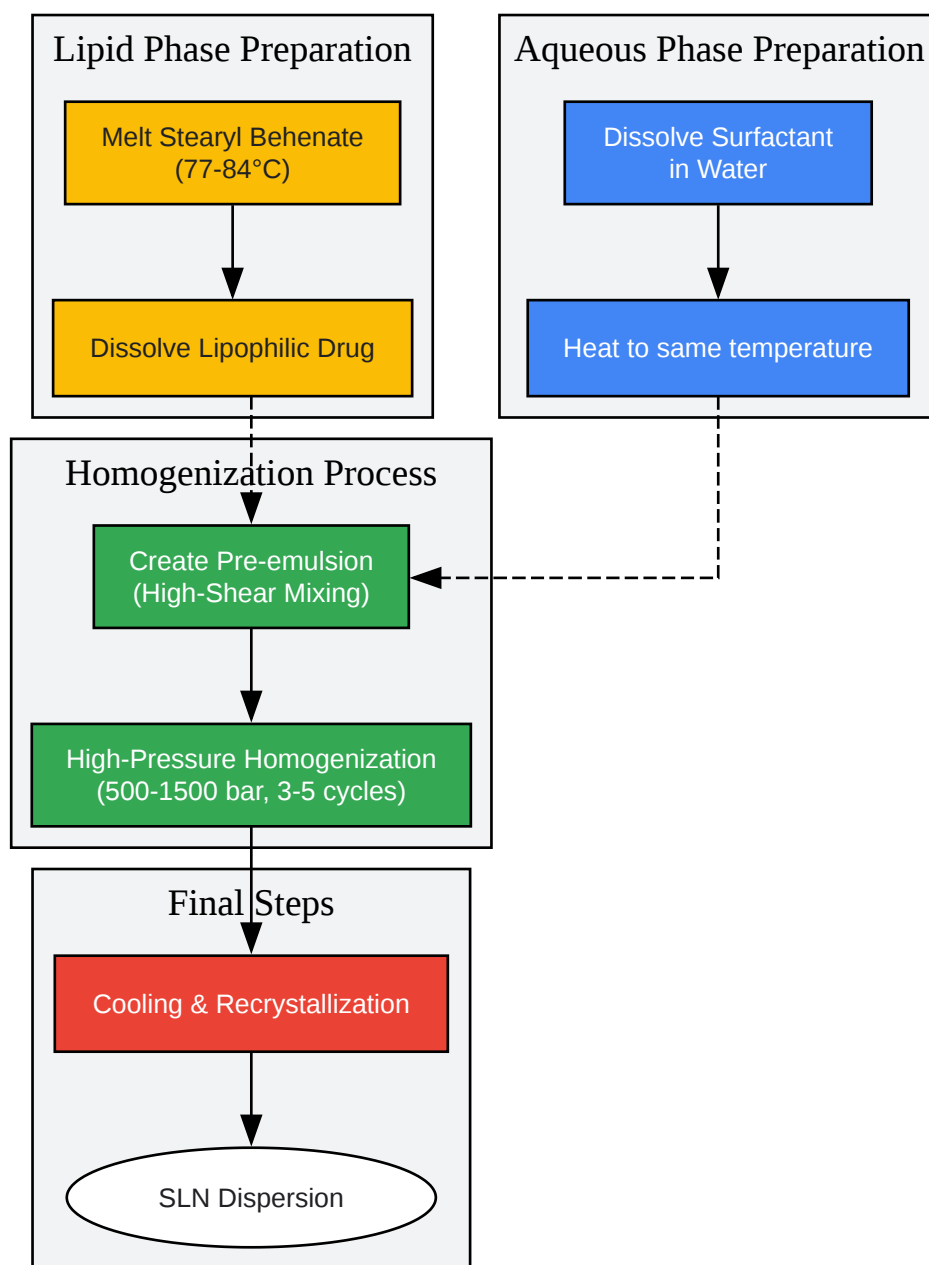 Lipid Phase Preparation
Melt Stearyl Behenate
(77-84°C)
Dissolve Lipophilic Drug
Aqueous Phase Preparation
Dissolve Surfactant
in Water
Heat to same temperature
Homogenization Process
Create Pre-emulsion
(High-Shear Mixing)
High-Pressure Homogenization
(500-1500 bar, 3-5 cycles)
Final Steps
Cooling & Recrystallization
SLN Dispersion